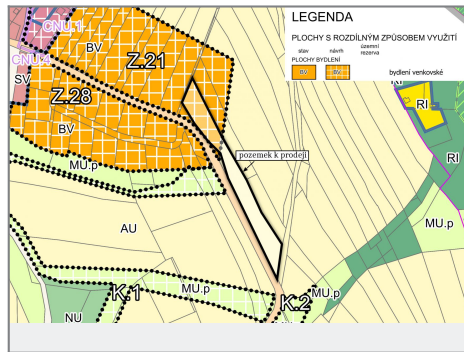 LEGENDA
PLOCHY S ROZDÍLNÝM ZPŮSOBEM VYUŽITÍ
stav návrh územní rezerva
PLOCHY BYDLENÍ
BV BV bydlení venkovské
CNU.1
CNU.4
BV
Z.21
SV
Z.28
BV
MU.p
pozemek k prodeji
RI
RI
RI
MU.p
AU
K.1
MU.p
K.2
MU.p
NU